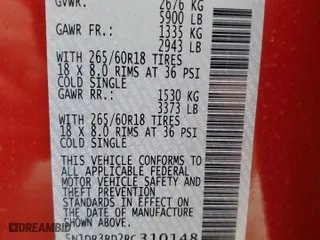 GVWR: 2676 KG
5900 LB
GAWR FR.: 1335 KG
2943 LB
WITH 265/60R18 TIRES
18 X 8.0 RIMS AT 36 PSI
COLD SINGLE
GAWR RR.: 1530 KG
3373 LB
WITH 265/60R18 TIRES
18 X 8.0 RIMS AT 36 PSI
COLD SINGLE
THIS VEHICLE CONFORMS TO
ALL APPLICABLE FEDERAL
MOTOR VEHICLE SAFETY
AND THEFT PREVENTION
STANDARDS IN EFFECT ON
THE DATE OF MANUFACTURE
SHOWN ABOVE.
5N1DR3BD2RC310148
DREAMBID